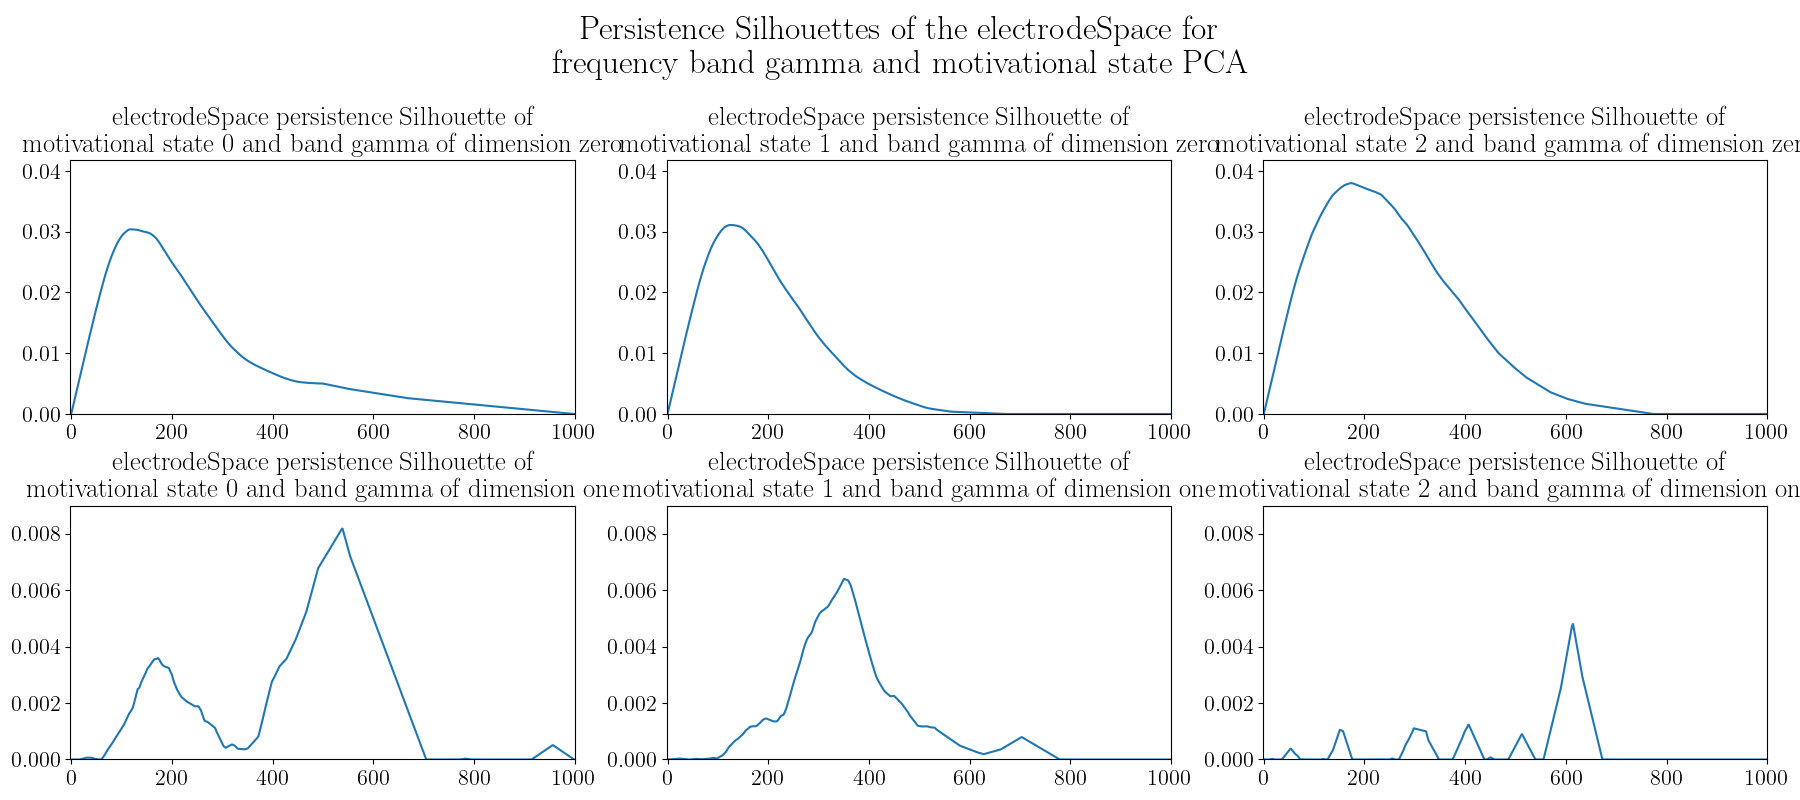 Persistence Silhouettes of the electrodeSpace for
frequency band gamma and motivational state PCA
electrodeSpace persistence Silhouette of
motivational state 0 and band gamma of dimension zero
electrodeSpace persistence Silhouette of
motivational state 1 and band gamma of dimension zero
electrodeSpace persistence Silhouette of
motivational state 2 and band gamma of dimension zer
0.04
0.03
0.02
0.01
0.00
0 200 400 600 800 1000
0.04
0.03
0.02
0.01
0.00
0 200 400 600 800 1000
0.04
0.03
0.02
0.01
0.00
0 200 400 600 800 1000
electrodeSpace persistence Silhouette of
motivational state 0 and band gamma of dimension one
electrodeSpace persistence Silhouette of
motivational state 1 and band gamma of dimension one
electrodeSpace persistence Silhouette of
motivational state 2 and band gamma of dimension on
0.008
0.006
0.004
0.002
0.000
0 200 400 600 800 1000
0.008
0.006
0.004
0.002
0.000
0 200 400 600 800 1000
0.008
0.006
0.004
0.002
0.000
0 200 400 600 800 1000